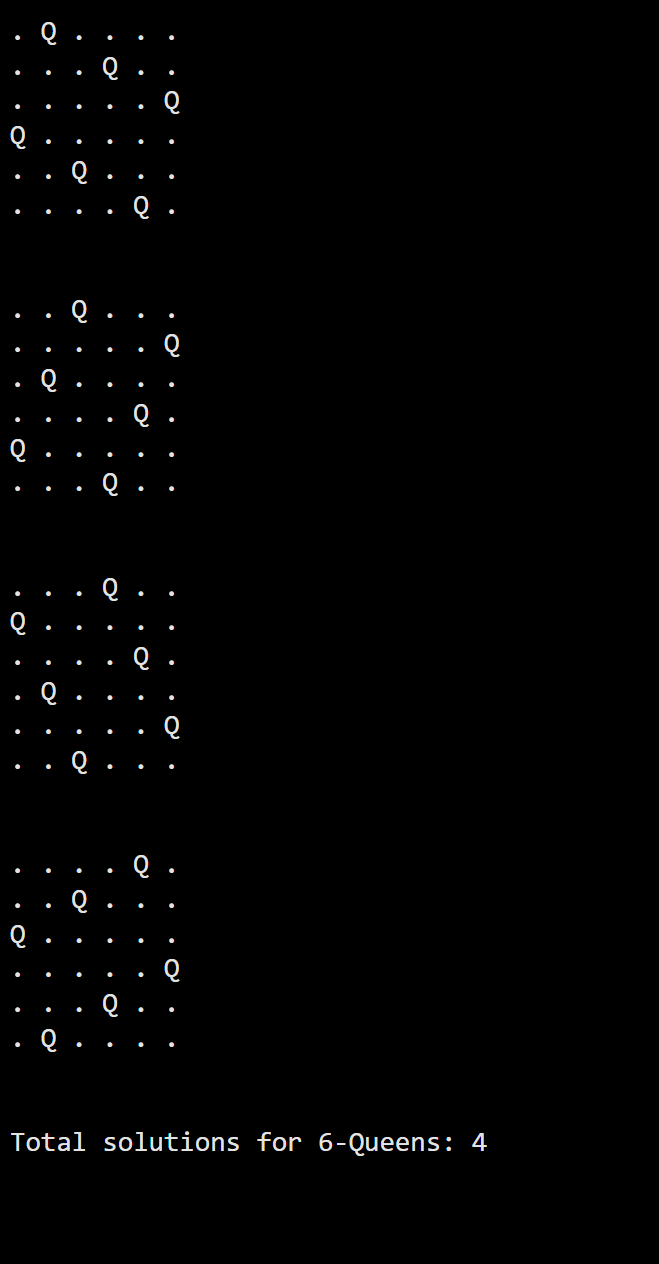 . Q . . . .
. . . Q . .
. . . . . Q
Q . . . . .
. . Q . . .
. . . . Q .
. . Q . . .
. . . . . Q
. Q . . . .
. . . . Q .
Q . . . . .
. . . Q . .
. . . Q . .
Q . . . . .
. . . . Q .
. Q . . . .
. . . . . Q
. . Q . . .
. . . . Q .
. . Q . . .
Q . . . . .
. . . . . Q
. . . Q . .
. Q . . . .
Total solutions for 6-Queens: 4